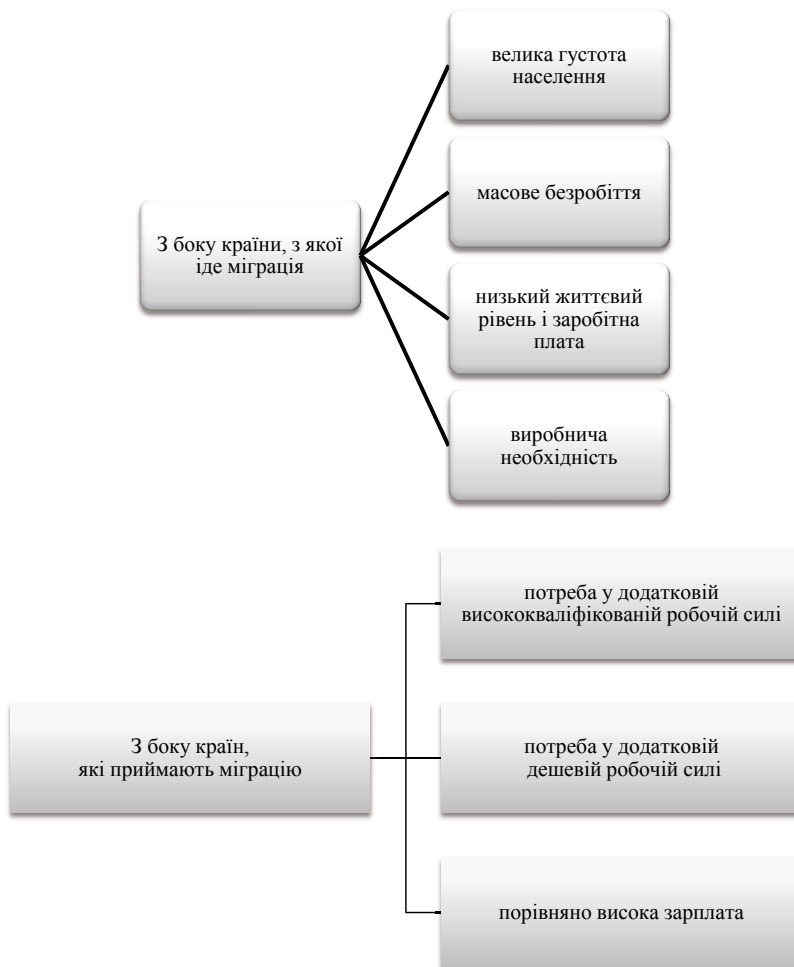 З боку країни, з якої
іде міграція
велика густота
населення
масове безробіття
низький життєвий
рівень і заробітна
плата
виробнича
необхідність
З боку країн,
які приймають міграцію
потреба у додатковій
висококваліфікованій робочій силі
потреба у додатковій
дешевій робочій силі
порівняно висока зарплата